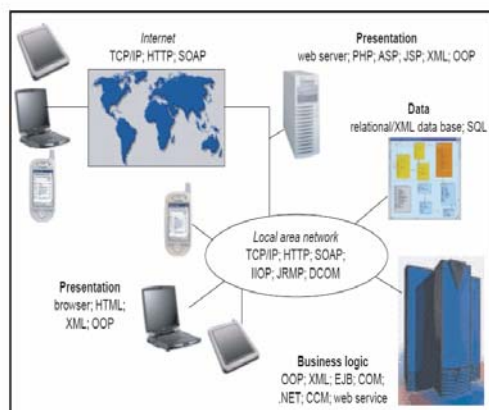 Internet
TCP/IP; HTTP; SOAP
Presentation
web server; PHP; ASP; JSP; XML; OOP
Data
relational/XML data base; SQL
Local area network
TCP/IP; HTTP; SOAP;
IIOP; JRMP; DCOM
Presentation
browser; HTML;
XML; OOP
Business logic
OOP; XML; EJB; COM;
.NET; CCM; web service